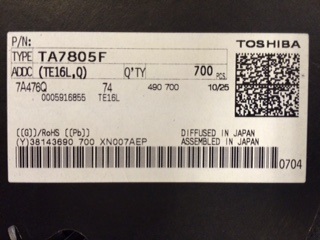 P/N:
TOSHIBA
TYPE TA7805F
ADDC (TE16L,Q) Q'TY 700 PCS.
7A476Q 74 490 700 10/25
0005916855 TE16L
[[G]]/RoHS [[Pb]] DIFFUSED IN JAPAN
(Y)38143690 700 XN007AEP ASSEMBLED IN JAPAN
0704